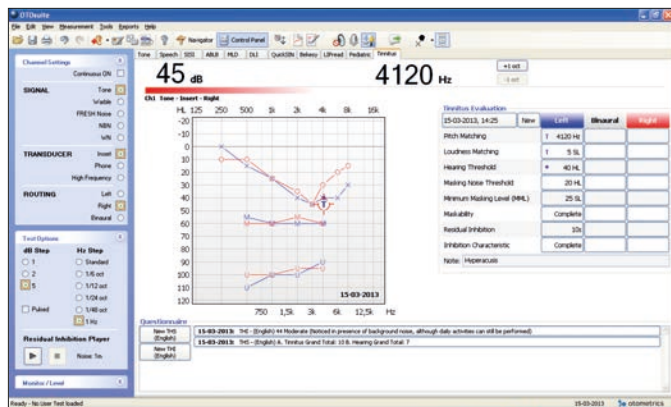 OTOsuite
File Edit View Measurement Tools Reports Help
Navigator Control Panel
Tone Speech SISI ABLB MLD DLI QuickSIN Bekesy LIPread Pediatric Tinnitus
Channel Settings
Continuous ON
SIGNAL Tone
Warble
FRESH Noise
NBN
WN
TRANSDUCER Insert
Phone
High Frequency
ROUTING Left
Right
Binaural
Test Options
dB Step Hz Step
1 Standard
2 1/6 oct
5 1/12 oct
1/24 oct
Pulsed 1/48 oct
1 Hz
Residual Inhibition Player
Noise: 1m
Monitor / Level
45 dB 4120 Hz
+1 oct
-1 oct
Ch1 Tone - Insert - Right
HL 125 250 500 1k 2k 4k 8k 16k
-20
-10
0
10
20
30
40
50
60
70
80
90
100
110
120
T
15-03-2013
750 1,5k 3k 6k 12,5k Hz
Tinnitus Evaluation
15-03-2013, 14:25 New Left Binaural Right
Pitch Matching T 4120 Hz
Loudness Matching T 5 SL
Hearing Threshold * 40 HL
Masking Noise Threshold 20 HL
Minimum Masking Level (MML) 25 SL
Maskability Complete
Residual Inhibition 10s
Inhibition Characteristic Complete
Note: Hyperacusis
Questionnaire
New THS (English)
New THI (English)
15-03-2013: THI - (English) 44 Moderate (Noticed in presence of background noise, although daily activities can still be performed)
15-03-2013: THS - (English) A. Tinnitus Grand Total: 10 B. Hearing Grand Total: 7
Ready - No User Test loaded 15-03-2013 otometrics